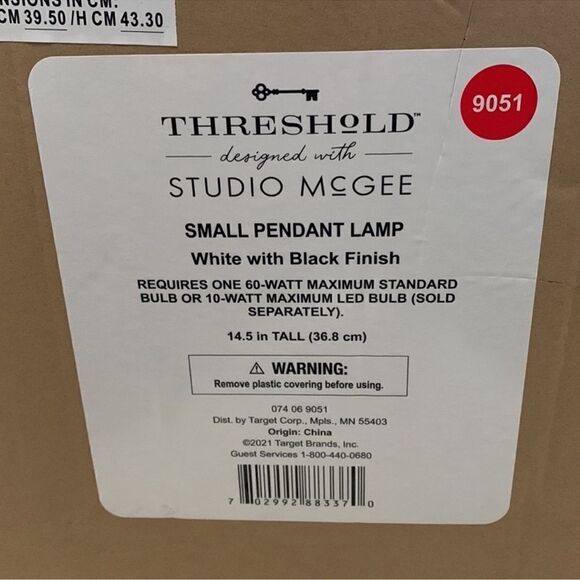 NSIONS IN CM:
CM 39.50 /H CM 43.30
9051
THRESHOLD™
designed with
STUDIO McGEE
SMALL PENDANT LAMP
White with Black Finish
REQUIRES ONE 60-WATT MAXIMUM STANDARD
BULB OR 10-WATT MAXIMUM LED BULB (SOLD
SEPARATELY).
14.5 in TALL (36.8 cm)
⚠ WARNING:
Remove plastic covering before using.
074 06 9051
Dist. by Target Corp., Mpls., MN 55403
Origin: China
©2021 Target Brands, Inc.
Guest Services 1-800-440-0680
7 02992 88337 0